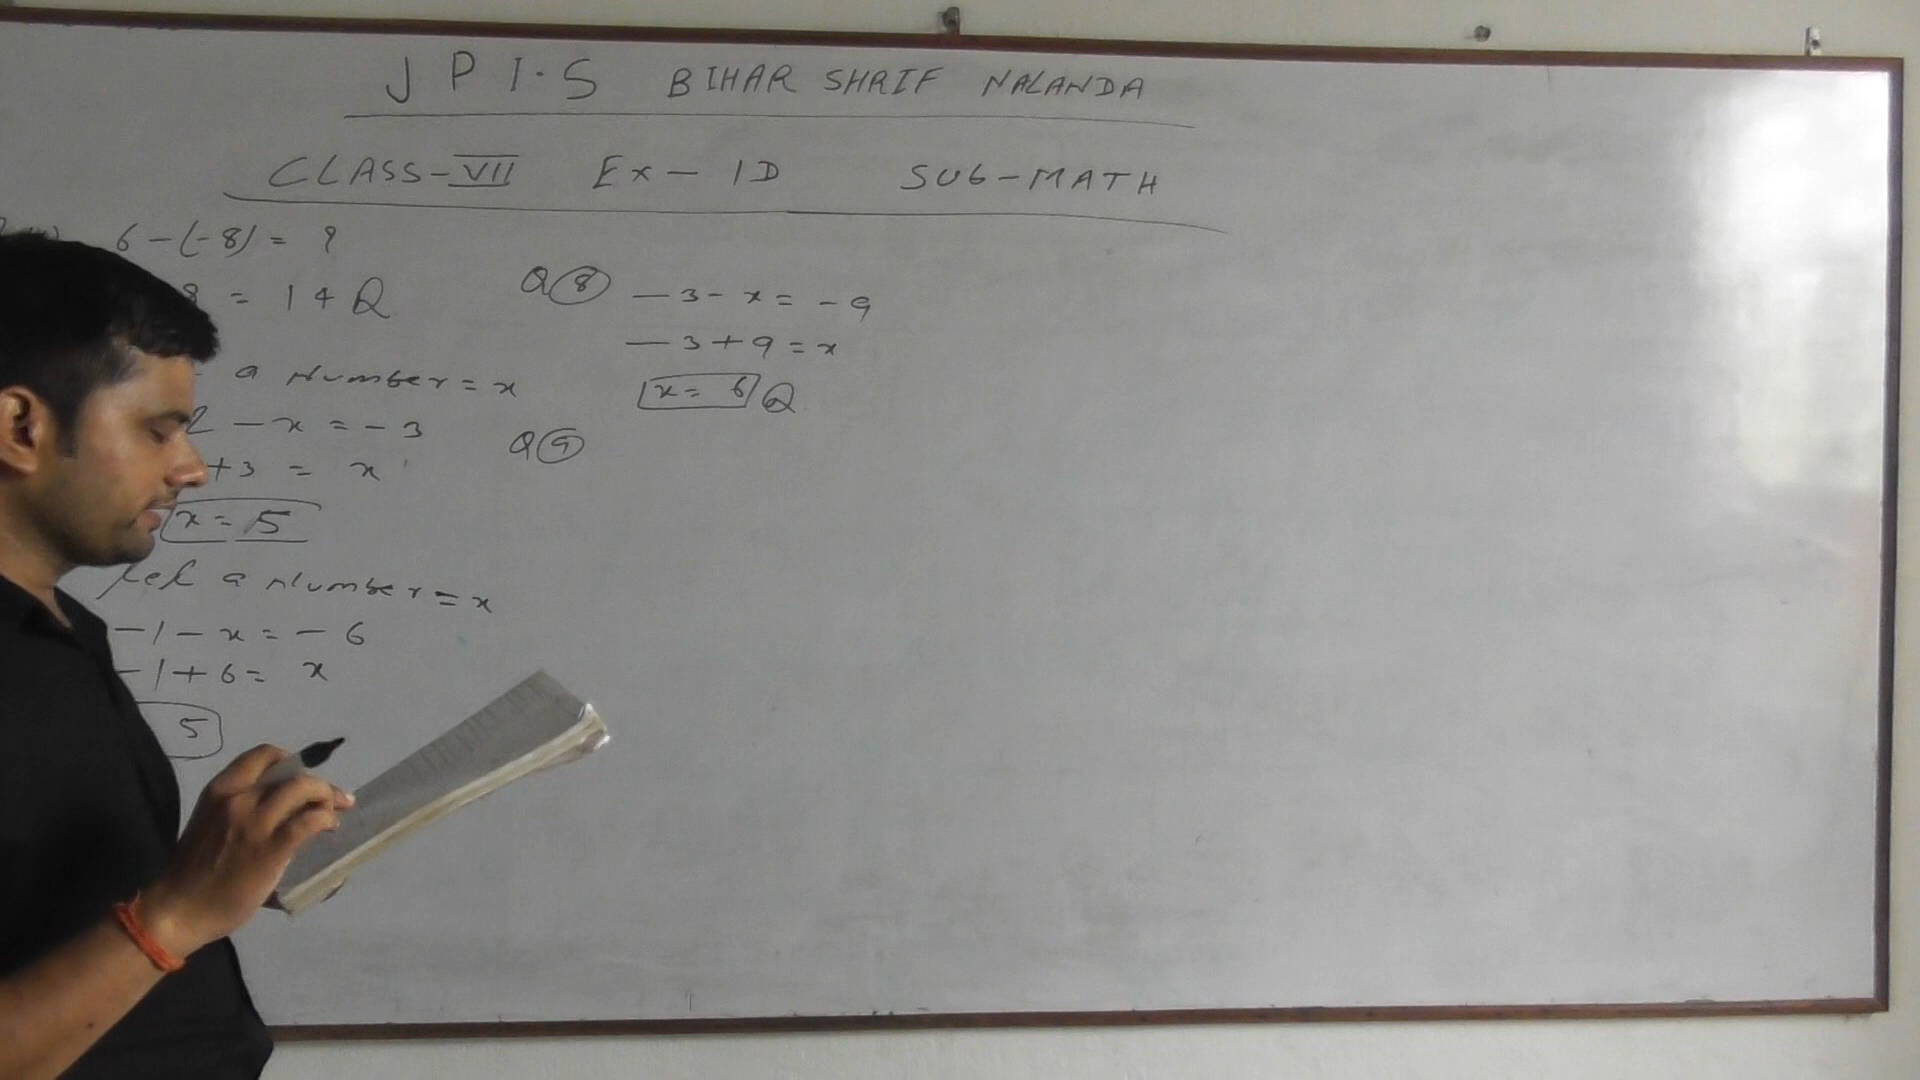 J P I . S BIHAR SHRIF NALANDA
CLASS-VII Ex- 1D SUB-MATH
6-(-8) = ?
8 = 14
a number = x
2 - x = -3
+3 = x
x = 5
Let a number = x
-1 - x = - 6
-1 + 6 = x
5
Q 8 -3 - x = -9
-3 + 9 = x
x = 6
Q 9